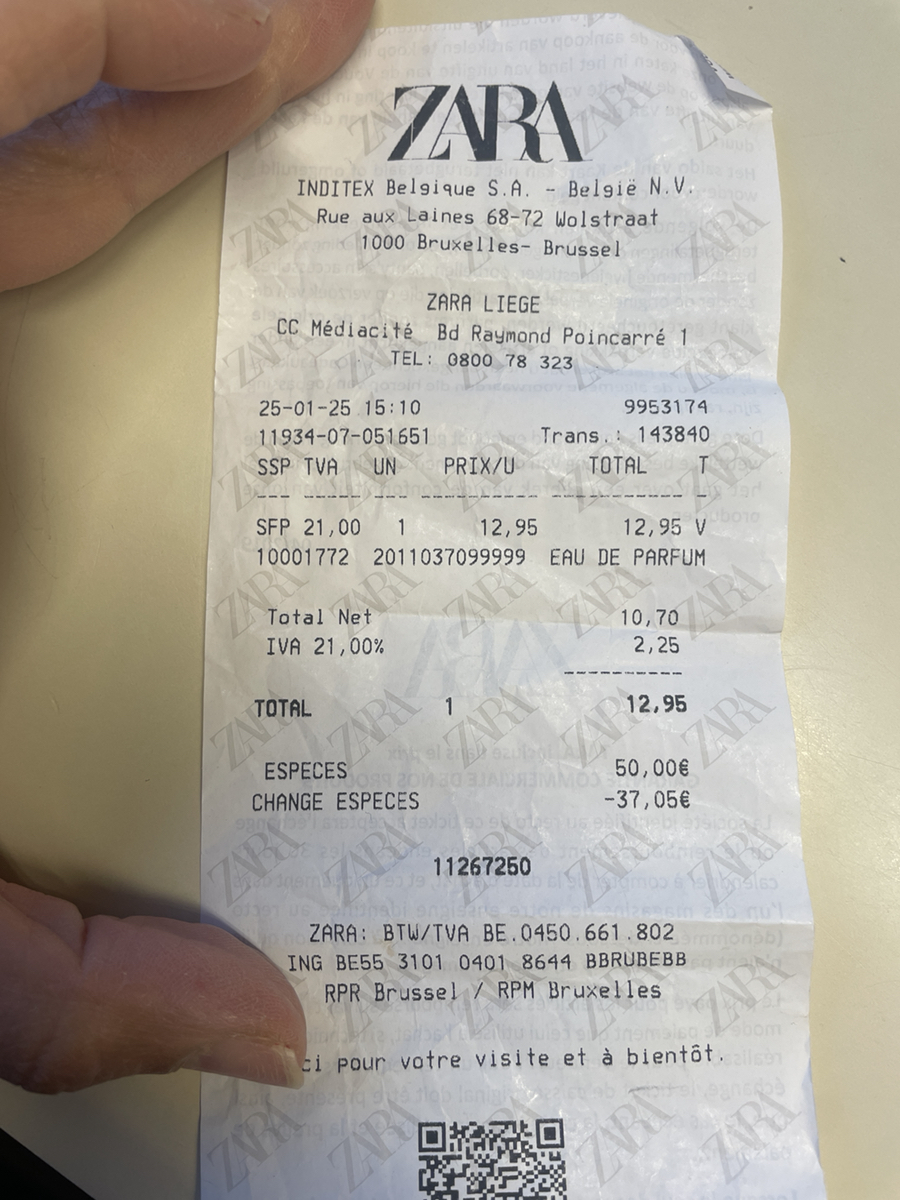 ZARA
INDITEX Belgique S.A. - België N.V.
Rue aux Laines 68-72 Wolstraat
1000 Bruxelles- Brussel
ZARA LIEGE
CC Médiacité Bd Raymond Poincarré 1
TEL: 0800 78 323
25-01-25 15:10 9953174
11934-07-051651 Trans.: 143840
SSP TVA UN PRIX/U TOTAL T
--- ------ --- ---------- ----------- -
SFP 21,00 1 12,95 12,95 V
10001772 2011037099999 EAU DE PARFUM
Total Net 10,70
IVA 21,00% 2,25
----------
TOTAL 1 12,95
ESPECES 50,00€
CHANGE ESPECES -37,05€
11267250
ZARA: BTW/TVA BE.0450.661.802
ING BE55 3101 0401 8644 BBRUBEBB
RPR Brussel / RPM Bruxelles
ci pour votre visite et à bientôt.